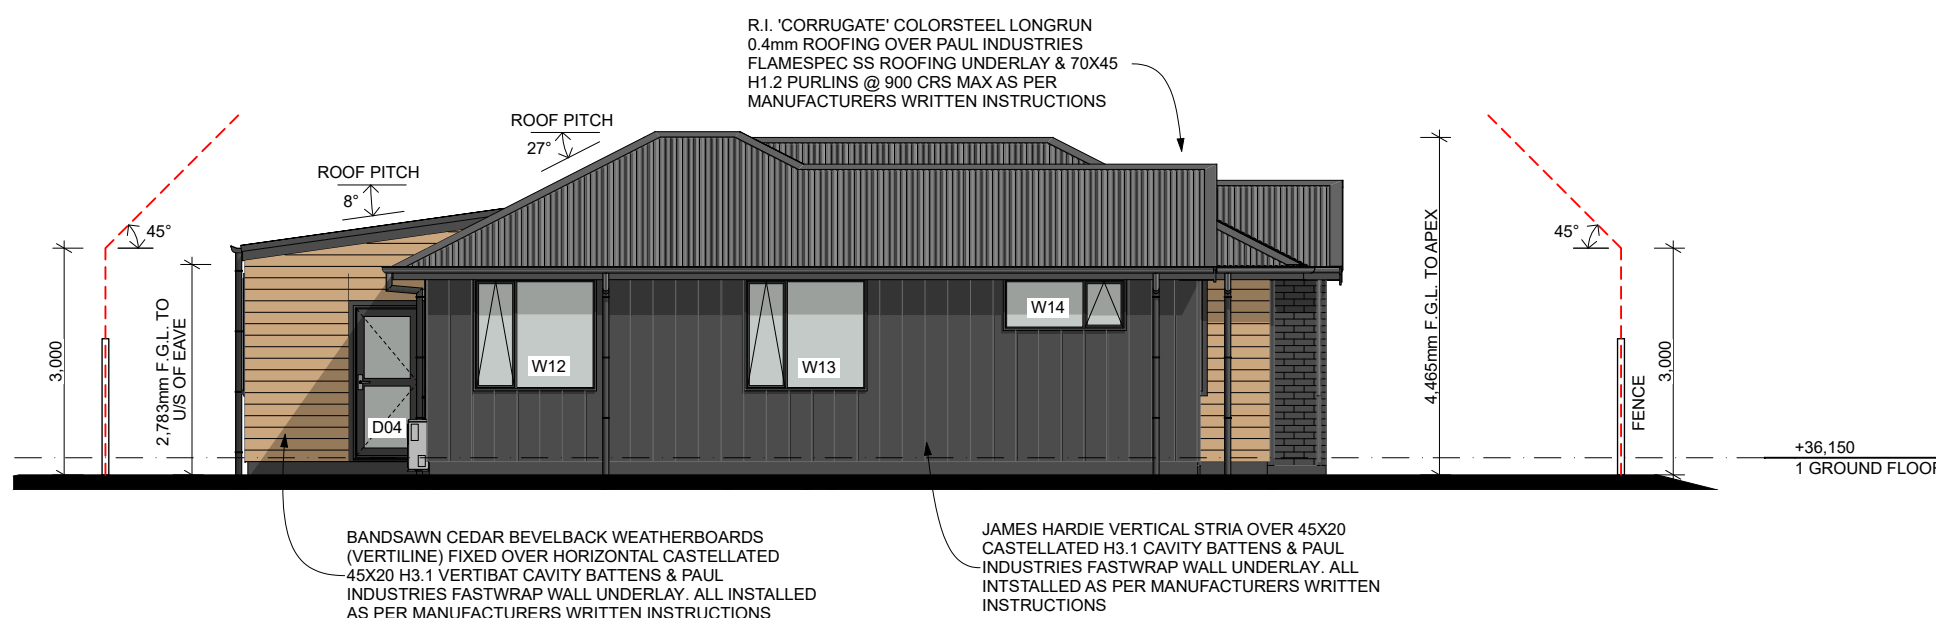 R.I. 'CORRUGATE' COLORSTEEL LONGRUN
0.4mm ROOFING OVER PAUL INDUSTRIES
FLAMESPEC SS ROOFING UNDERLAY & 70X45
H1.2 PURLINS @ 900 CRS MAX AS PER
MANUFACTURERS WRITTEN INSTRUCTIONS
ROOF PITCH
27°
ROOF PITCH
8°
45°
45°
3,000
2,783mm F.G.L. TO
U/S OF EAVE
W12
W13
W14
D04
4,465mm F.G.L. TO APEX
FENCE
3,000
+36,150
1 GROUND FLOOR
BANDSAWN CEDAR BEVELBACK WEATHERBOARDS
(VERTILINE) FIXED OVER HORIZONTAL CASTELLATED
45X20 H3.1 VERTIBAT CAVITY BATTENS & PAUL
INDUSTRIES FASTWRAP WALL UNDERLAY. ALL INSTALLED
AS PER MANUFACTURERS WRITTEN INSTRUCTIONS
JAMES HARDIE VERTICAL STRIA OVER 45X20
CASTELLATED H3.1 CAVITY BATTENS & PAUL
INDUSTRIES FASTWRAP WALL UNDERLAY. ALL
INTSTALLED AS PER MANUFACTURERS WRITTEN
INSTRUCTIONS